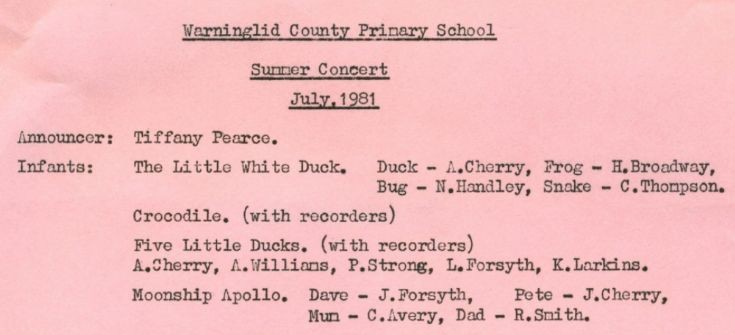 Warninglid County Primary School
Summer Concert
July.1981
Announcer: Tiffany Pearce.
Infants: The Little White Duck. Duck - A.Cherry, Frog - H.Broadway,
Bug - N.Handley, Snake - C.Thompson.
Crocodile. (with recorders)
Five Little Ducks. (with recorders)
A.Cherry, A.Williams, P.Strong, L.Forsyth, K.Larkins.
Moonship Apollo. Dave - J.Forsyth, Pete - J.Cherry,
Mum - C.Avery, Dad - R.Smith.